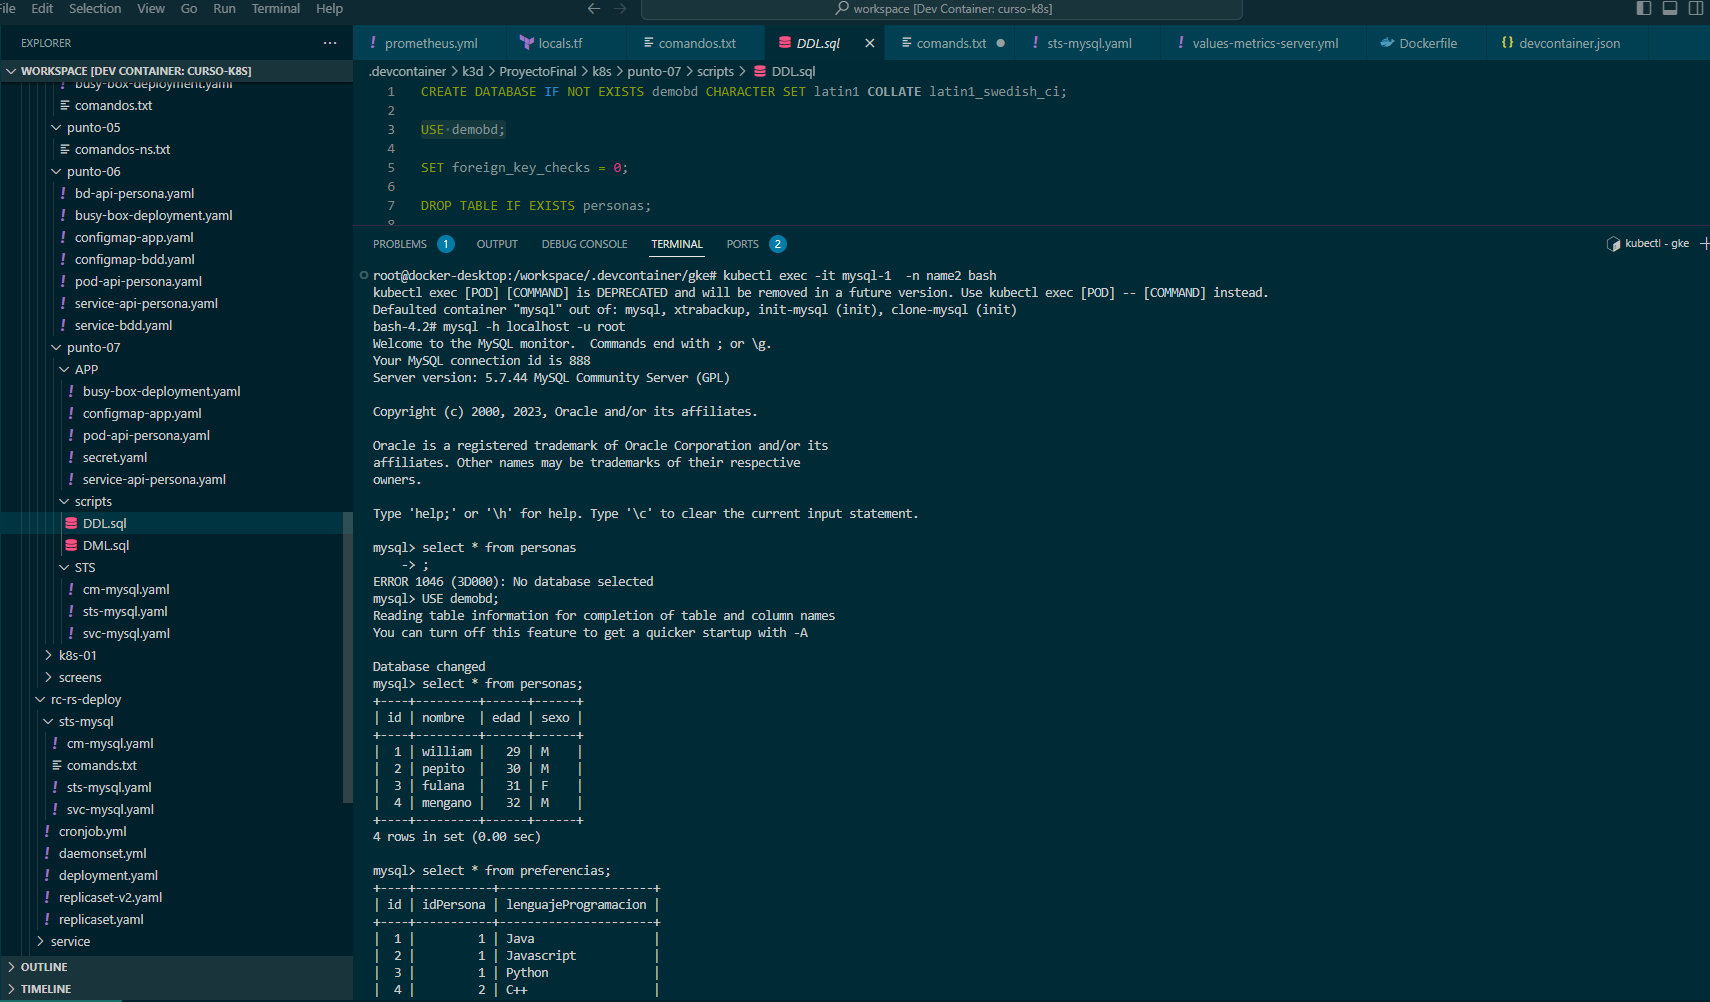 File Edit Selection View Go Run Terminal Help
workspace [Dev Container: curso-k8s]
EXPLORER
WORKSPACE [DEV CONTAINER: CURSO-K8S]
busy-box-deployment.yaml
comandos.txt
punto-05
comandos-ns.txt
punto-06
bd-api-persona.yaml
busy-box-deployment.yaml
configmap-app.yaml
configmap-bdd.yaml
pod-api-persona.yaml
service-api-persona.yaml
service-bdd.yaml
punto-07
APP
busy-box-deployment.yaml
configmap-app.yaml
pod-api-persona.yaml
secret.yaml
service-api-persona.yaml
scripts
DDL.sql
DML.sql
STS
cm-mysql.yaml
sts-mysql.yaml
svc-mysql.yaml
k8s-01
screens
rc-rs-deploy
sts-mysql
cm-mysql.yaml
comands.txt
sts-mysql.yaml
svc-mysql.yaml
cronjob.yml
daemonset.yml
deployment.yaml
replicaset-v2.yaml
replicaset.yaml
service
OUTLINE
TIMELINE
prometheus.yml locals.tf comandos.txt DDL.sql comands.txt sts-mysql.yaml values-metrics-server.yml Dockerfile devcontainer.json
.devcontainer > k3d > ProyectoFinal > k8s > punto-07 > scripts > DDL.sql
1 CREATE DATABASE IF NOT EXISTS demobd CHARACTER SET latin1 COLLATE latin1_swedish_ci;
2
3 USE demobd;
4
5 SET foreign_key_checks = 0;
6
7 DROP TABLE IF EXISTS personas;
8
PROBLEMS 1 OUTPUT DEBUG CONSOLE TERMINAL PORTS 2
kubectl - gke
root@docker-desktop:/workspace/.devcontainer/gke# kubectl exec -it mysql-1  -n name2 bash
kubectl exec [POD] [COMMAND] is DEPRECATED and will be removed in a future version. Use kubectl exec [POD] -- [COMMAND] instead.
Defaulted container "mysql" out of: mysql, xtrabackup, init-mysql (init), clone-mysql (init)
bash-4.2# mysql -h localhost -u root
Welcome to the MySQL monitor.  Commands end with ; or \g.
Your MySQL connection id is 888
Server version: 5.7.44 MySQL Community Server (GPL)
Copyright (c) 2000, 2023, Oracle and/or its affiliates.
Oracle is a registered trademark of Oracle Corporation and/or its
affiliates. Other names may be trademarks of their respective
owners.
Type 'help;' or '\h' for help. Type '\c' to clear the current input statement.
mysql> select * from personas
    -> ;
ERROR 1046 (3D000): No database selected
mysql> USE demobd;
Reading table information for completion of table and column names
You can turn off this feature to get a quicker startup with -A
Database changed
mysql> select * from personas;
+----+---------+------+------+
| id | nombre  | edad | sexo |
+----+---------+------+------+
|  1 | william |   29 | M    |
|  2 | pepito  |   30 | M    |
|  3 | fulana  |   31 | F    |
|  4 | mengano |   32 | M    |
+----+---------+------+------+
4 rows in set (0.00 sec)
mysql> select * from preferencias;
+----+-----------+----------------------+
| id | idPersona | lenguajeProgramacion |
+----+-----------+----------------------+
|  1 |         1 | Java                 |
|  2 |         1 | Javascript           |
|  3 |         1 | Python               |
|  4 |         2 | C++                  |